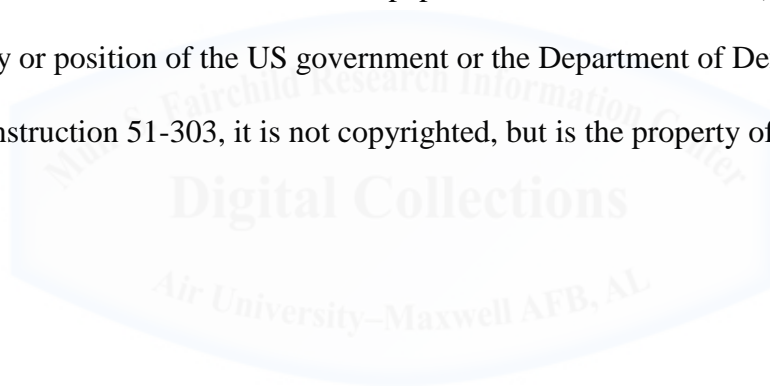 y or position of the US government or the Department of De
nstruction 51-303, it is not copyrighted, but is the property of
Fairchild Research Information Center
Digital Collections
Air University–Maxwell AFB, AL